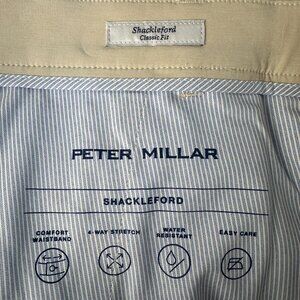 Shackleford
Classic Fit
PETER MILLAR
SHACKLEFORD
COMFORT WAISTBAND
4-WAY STRETCH
WATER RESISTANT
EASY CARE